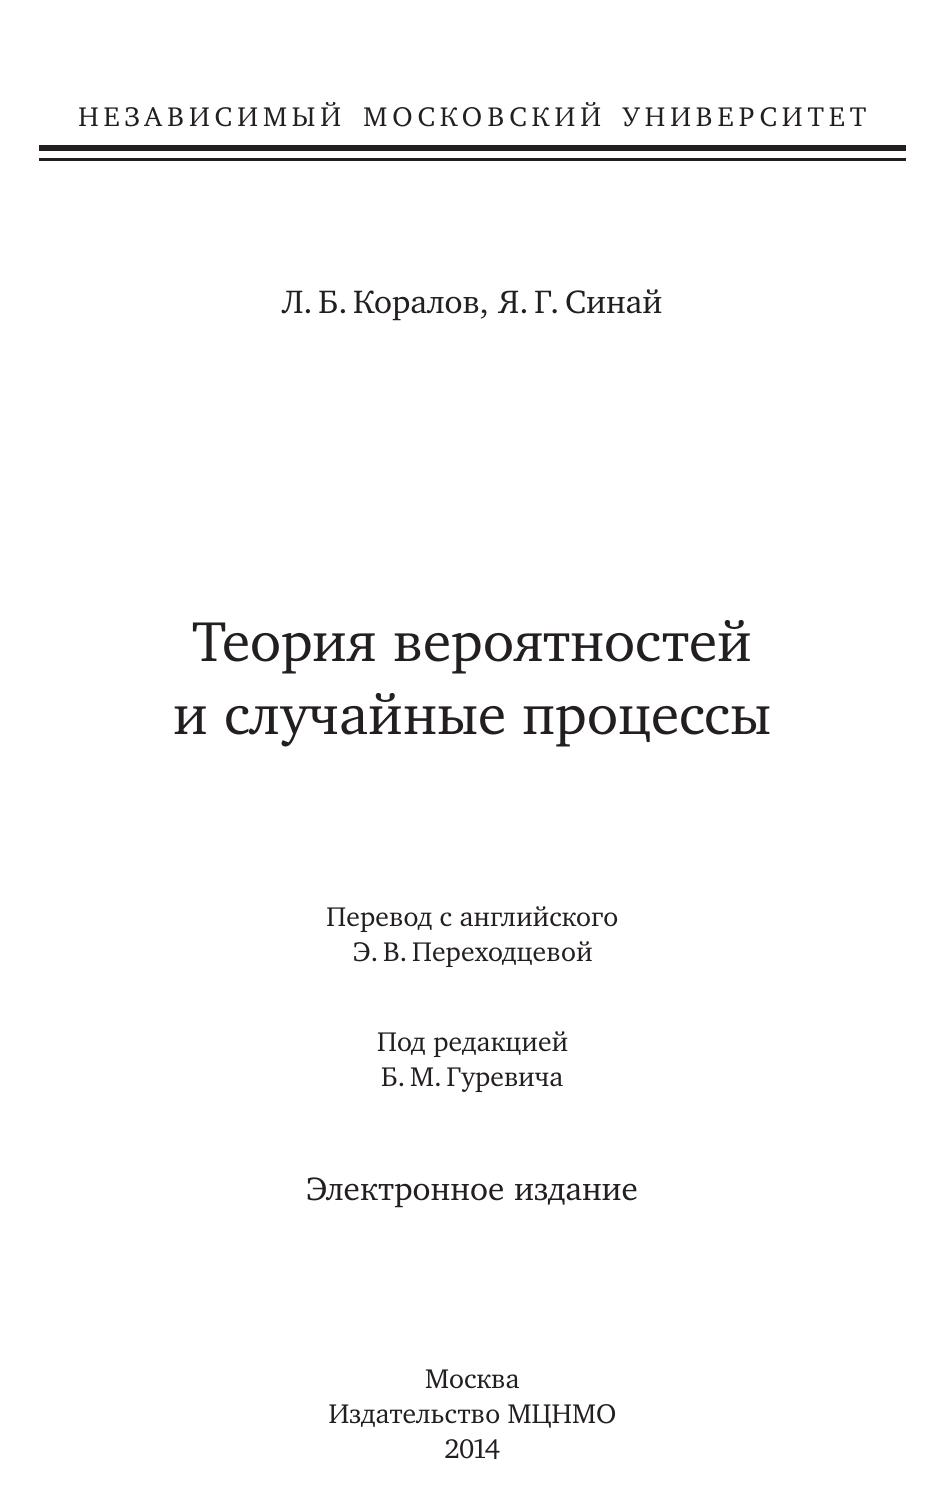 НЕЗАВИСИМЫЙ МОСКОВСКИЙ УНИВЕРСИТЕТ
Л. Б. Коралов, Я. Г. Синай
Теория вероятностей
и случайные процессы
Перевод с английского
Э. В. Переходцевой
Под редакцией
Б. М. Гуревича
Электронное издание
Москва
Издательство МЦНМО
2014